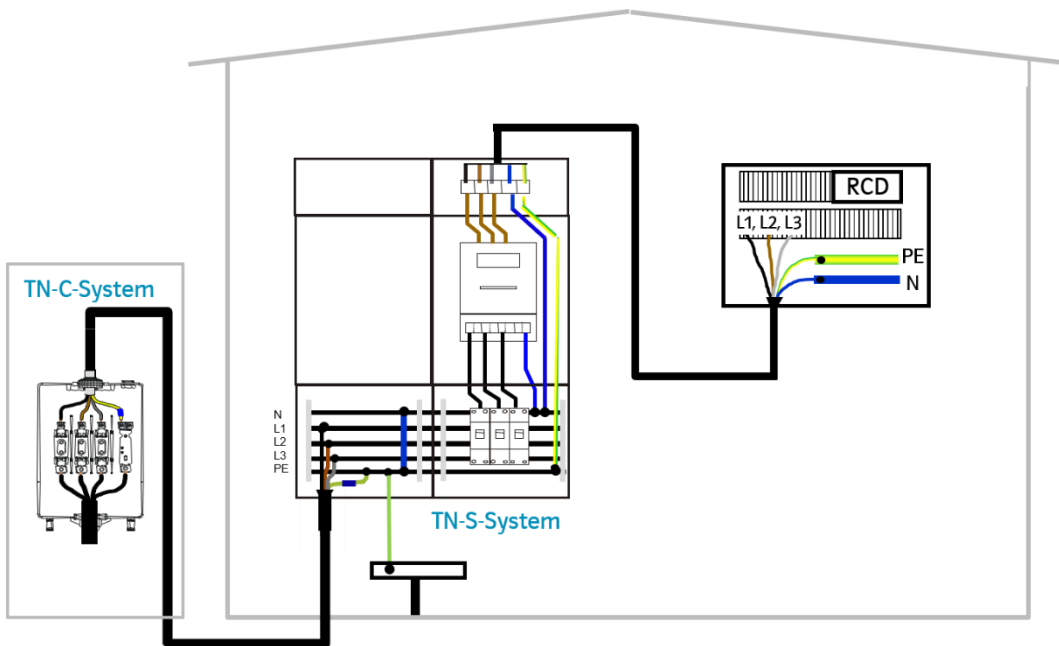 RCD
L1, L2, L3
PE
N
TN-C-System
N
L1
L2
L3
PE
TN-S-System